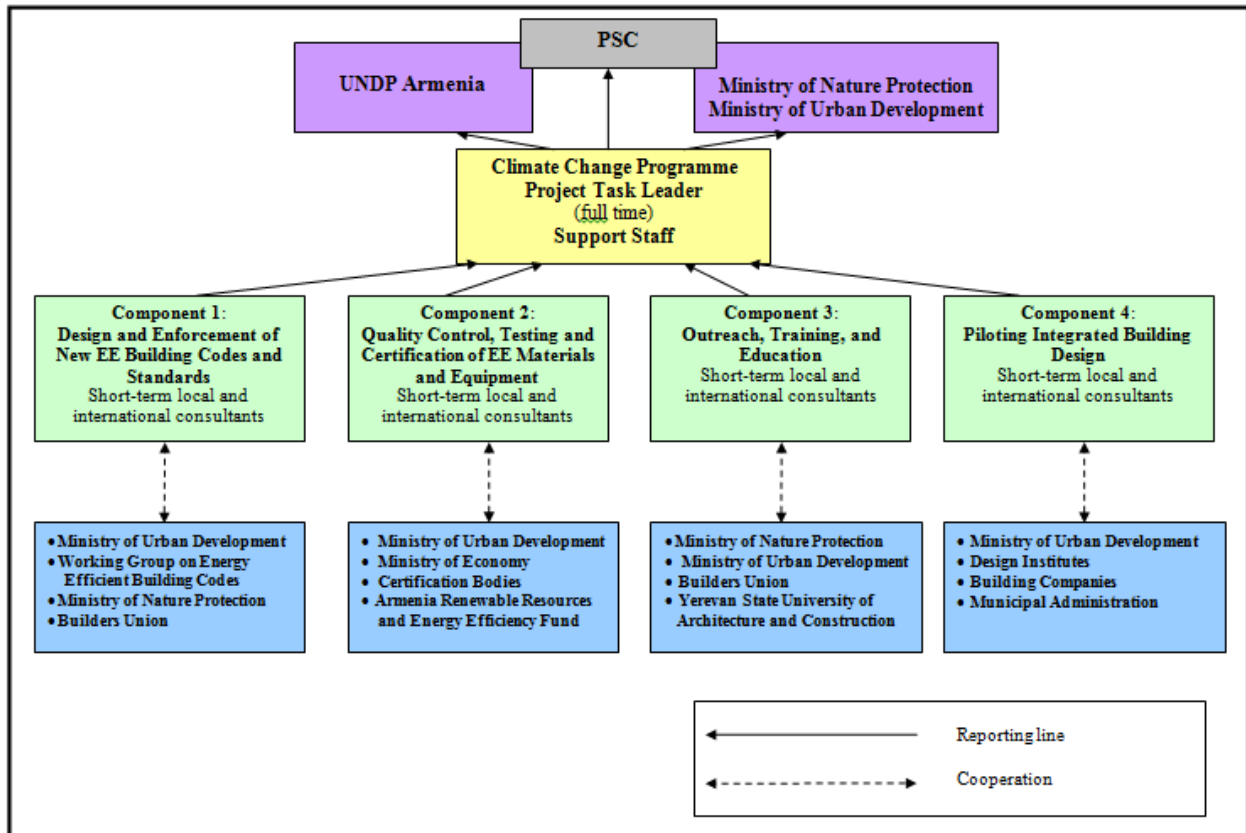 PSC
UNDP Armenia
Ministry of Nature Protection
Ministry of Urban Development
Climate Change Programme
Project Task Leader
(full time)
Support Staff
Component 1:
Design and Enforcement of
New EE Building Codes and
Standards
Short-term local and
international consultants
Component 2:
Quality Control, Testing and
Certification of EE Materials
and Equipment
Short-term local and
international consultants
Component 3:
Outreach, Training, and
Education
Short-term local and
international consultants
Component 4:
Piloting Integrated Building
Design
Short-term local and
international consultants
• Ministry of Urban Development
• Working Group on Energy
Efficient Building Codes
• Ministry of Nature Protection
• Builders Union
• Ministry of Urban Development
• Ministry of Economy
• Certification Bodies
• Armenia Renewable Resources
and Energy Efficiency Fund
• Ministry of Nature Protection
• Ministry of Urban Development
• Builders Union
• Yerevan State University of
Architecture and Construction
• Ministry of Urban Development
• Design Institutes
• Building Companies
• Municipal Administration
Reporting line
Cooperation